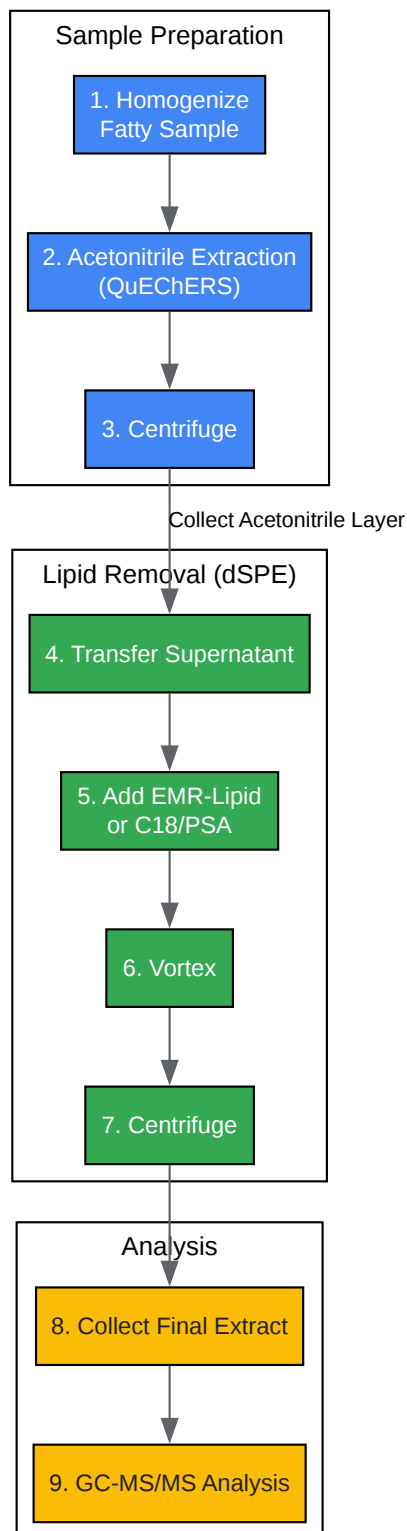 Sample Preparation
1. Homogenize
Fatty Sample
2. Acetonitrile Extraction
(QuEChERS)
3. Centrifuge
Collect Acetonitrile Layer
Lipid Removal (dSPE)
4. Transfer Supernatant
5. Add EMR-Lipid
or C18/PSA
6. Vortex
7. Centrifuge
Analysis
8. Collect Final Extract
9. GC-MS/MS Analysis